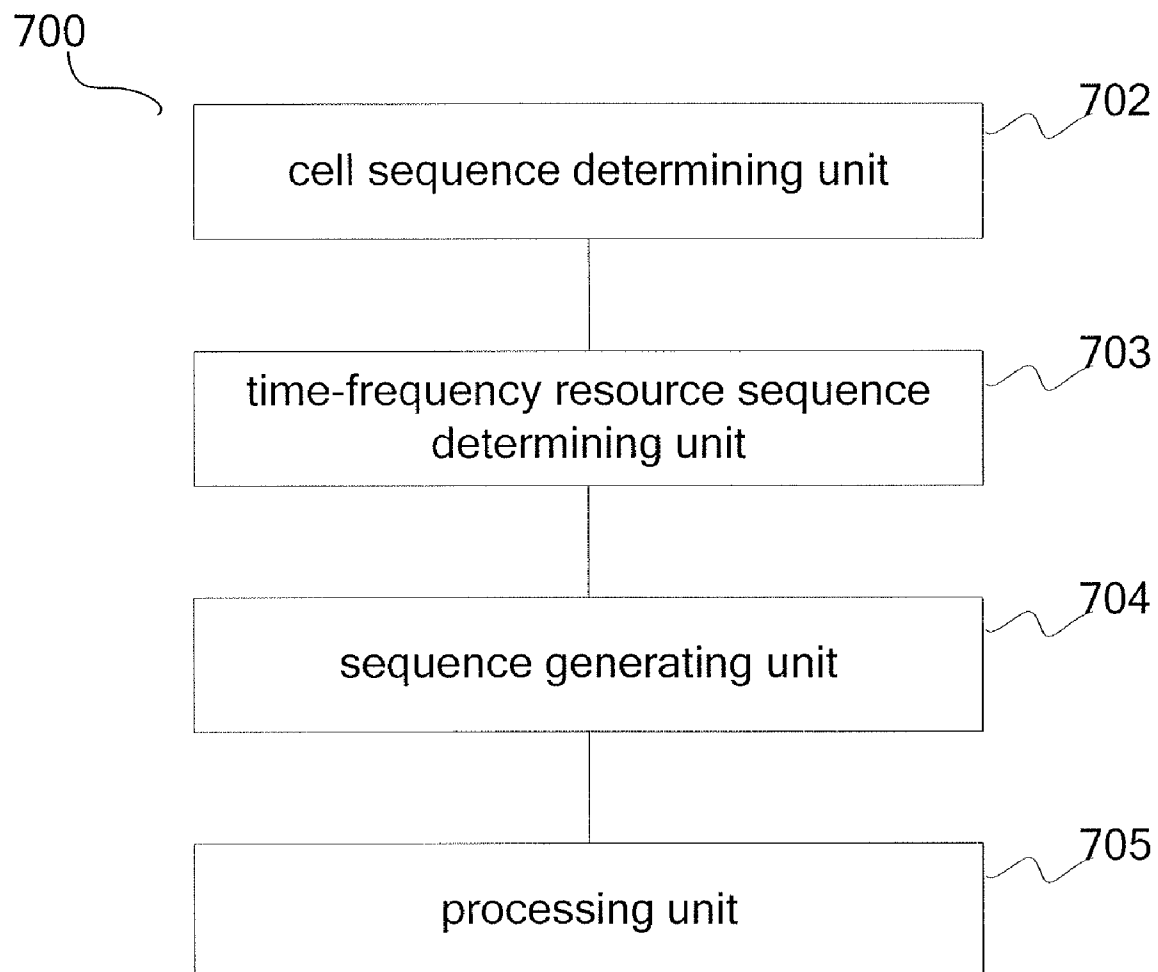 700
702
cell sequence determining unit
703
time-frequency resource sequence
determining unit
704
sequence generating unit
705
processing unit